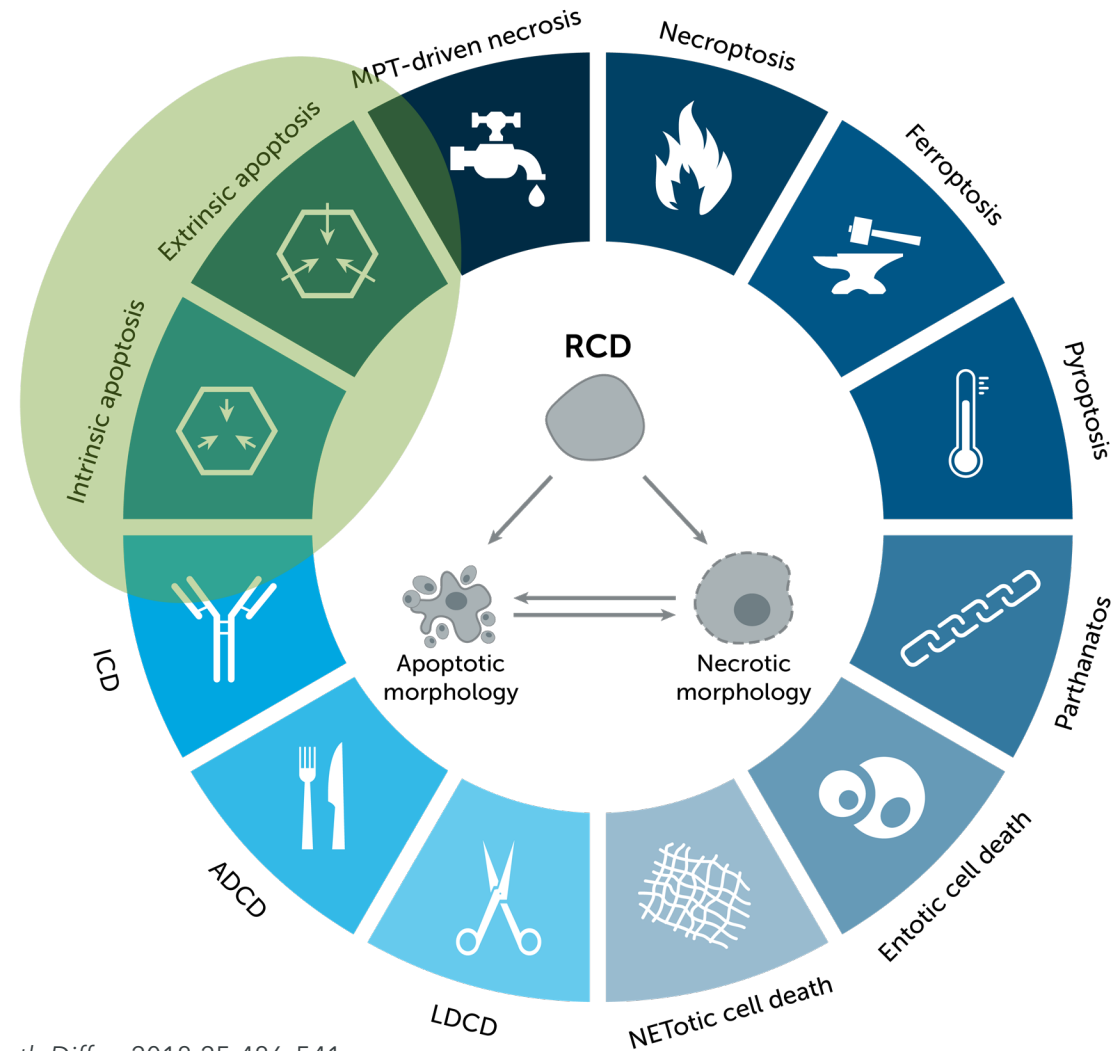 MPT-driven necrosis
Necroptosis
Ferroptosis
Pyroptosis
Parthanatos
Entotic cell death
NETotic cell death
LDCD
ADCD
ICD
Intrinsic apoptosis
Extrinsic apoptosis
RCD
Apoptotic
morphology
Necrotic
morphology